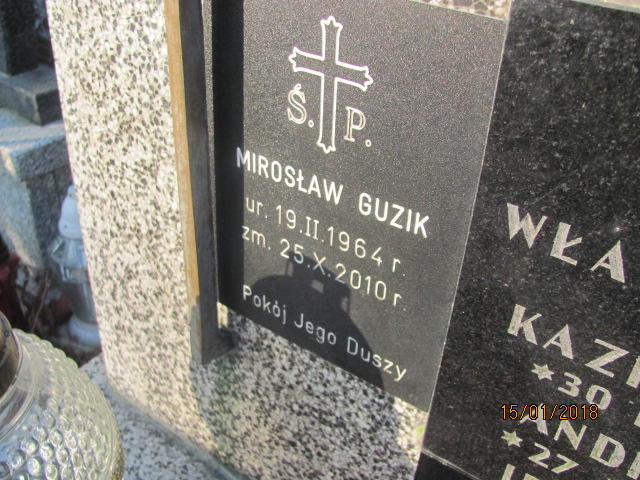 Ś. P.
MIROSŁAW GUZIK
ur. 19.II.1964 r.
zm. 25.X.2010 r.
Pokój Jego Duszy
WŁA
KAZ
★30
ANDR
★27
15/01/2018